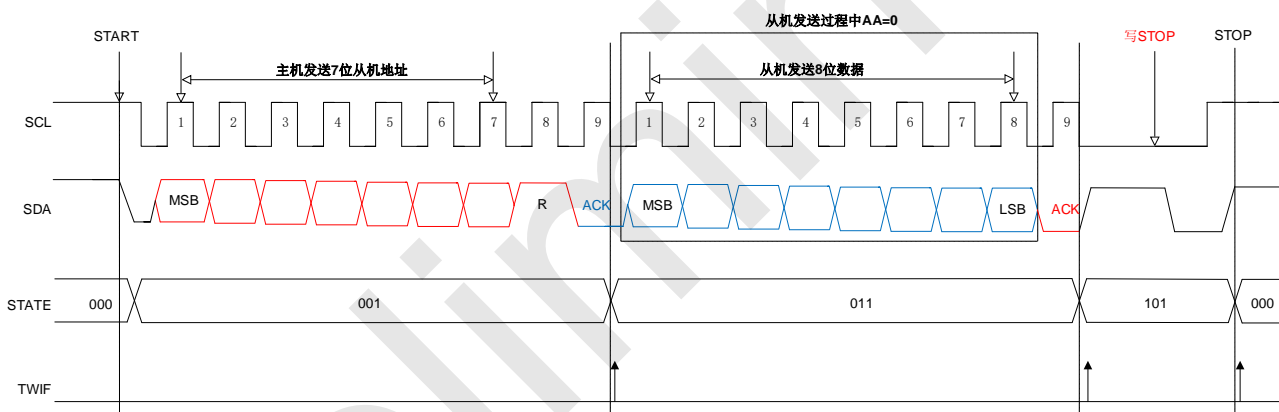 从机发送过程中AA=0
START
写STOP
STOP
主机发送7位从机地址
从机发送8位数据
SCL
1 2 3 4 5 6 7 8 9 1 2 3 4 5 6 7 8 9
SDA
MSB R ACK MSB LSB ACK
STATE 000 001 011 101 000
TWIF